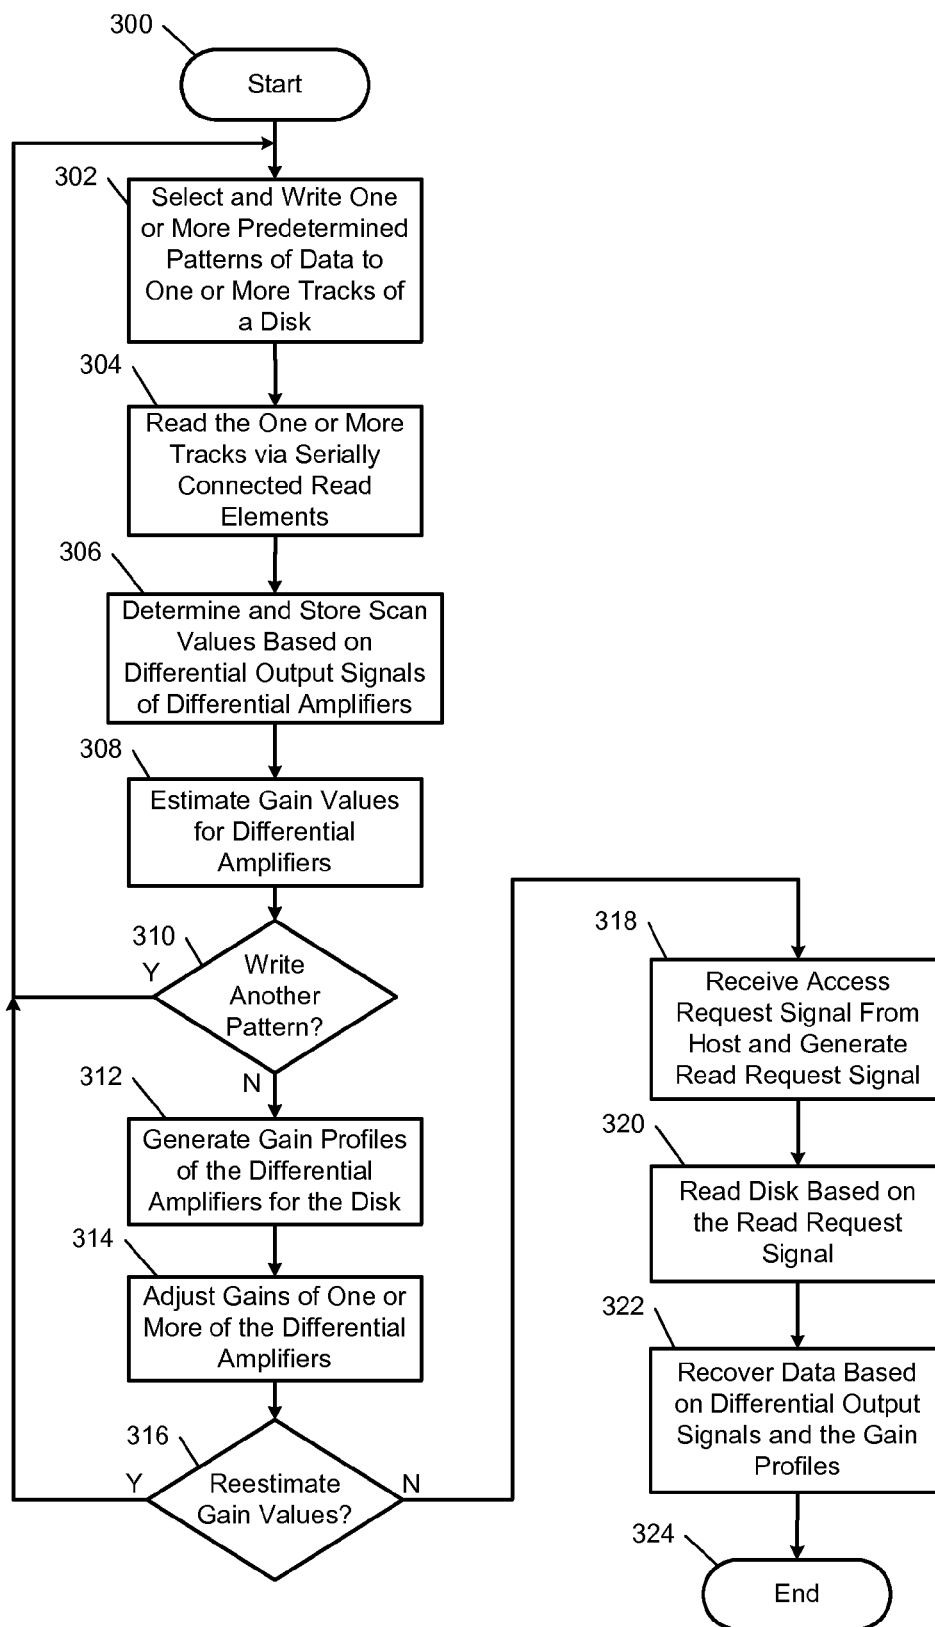 300
Start
302
Select and Write One
or More Predetermined
Patterns of Data to
One or More Tracks of
a Disk
304
Read the One or More
Tracks via Serially
Connected Read
Elements
306
Determine and Store Scan
Values Based on
Differential Output Signals
of Differential Amplifiers
308
Estimate Gain Values
for Differential
Amplifiers
310
Y
Write
Another
Pattern?
N
312
Generate Gain Profiles
of the Differential
Amplifiers for the Disk
314
Adjust Gains of One or
More of the Differential
Amplifiers
316
Y
Reestimate
Gain Values?
N
318
Receive Access
Request Signal From
Host and Generate
Read Request Signal
320
Read Disk Based on
the Read Request
Signal
322
Recover Data Based
on Differential Output
Signals and the Gain
Profiles
324
End